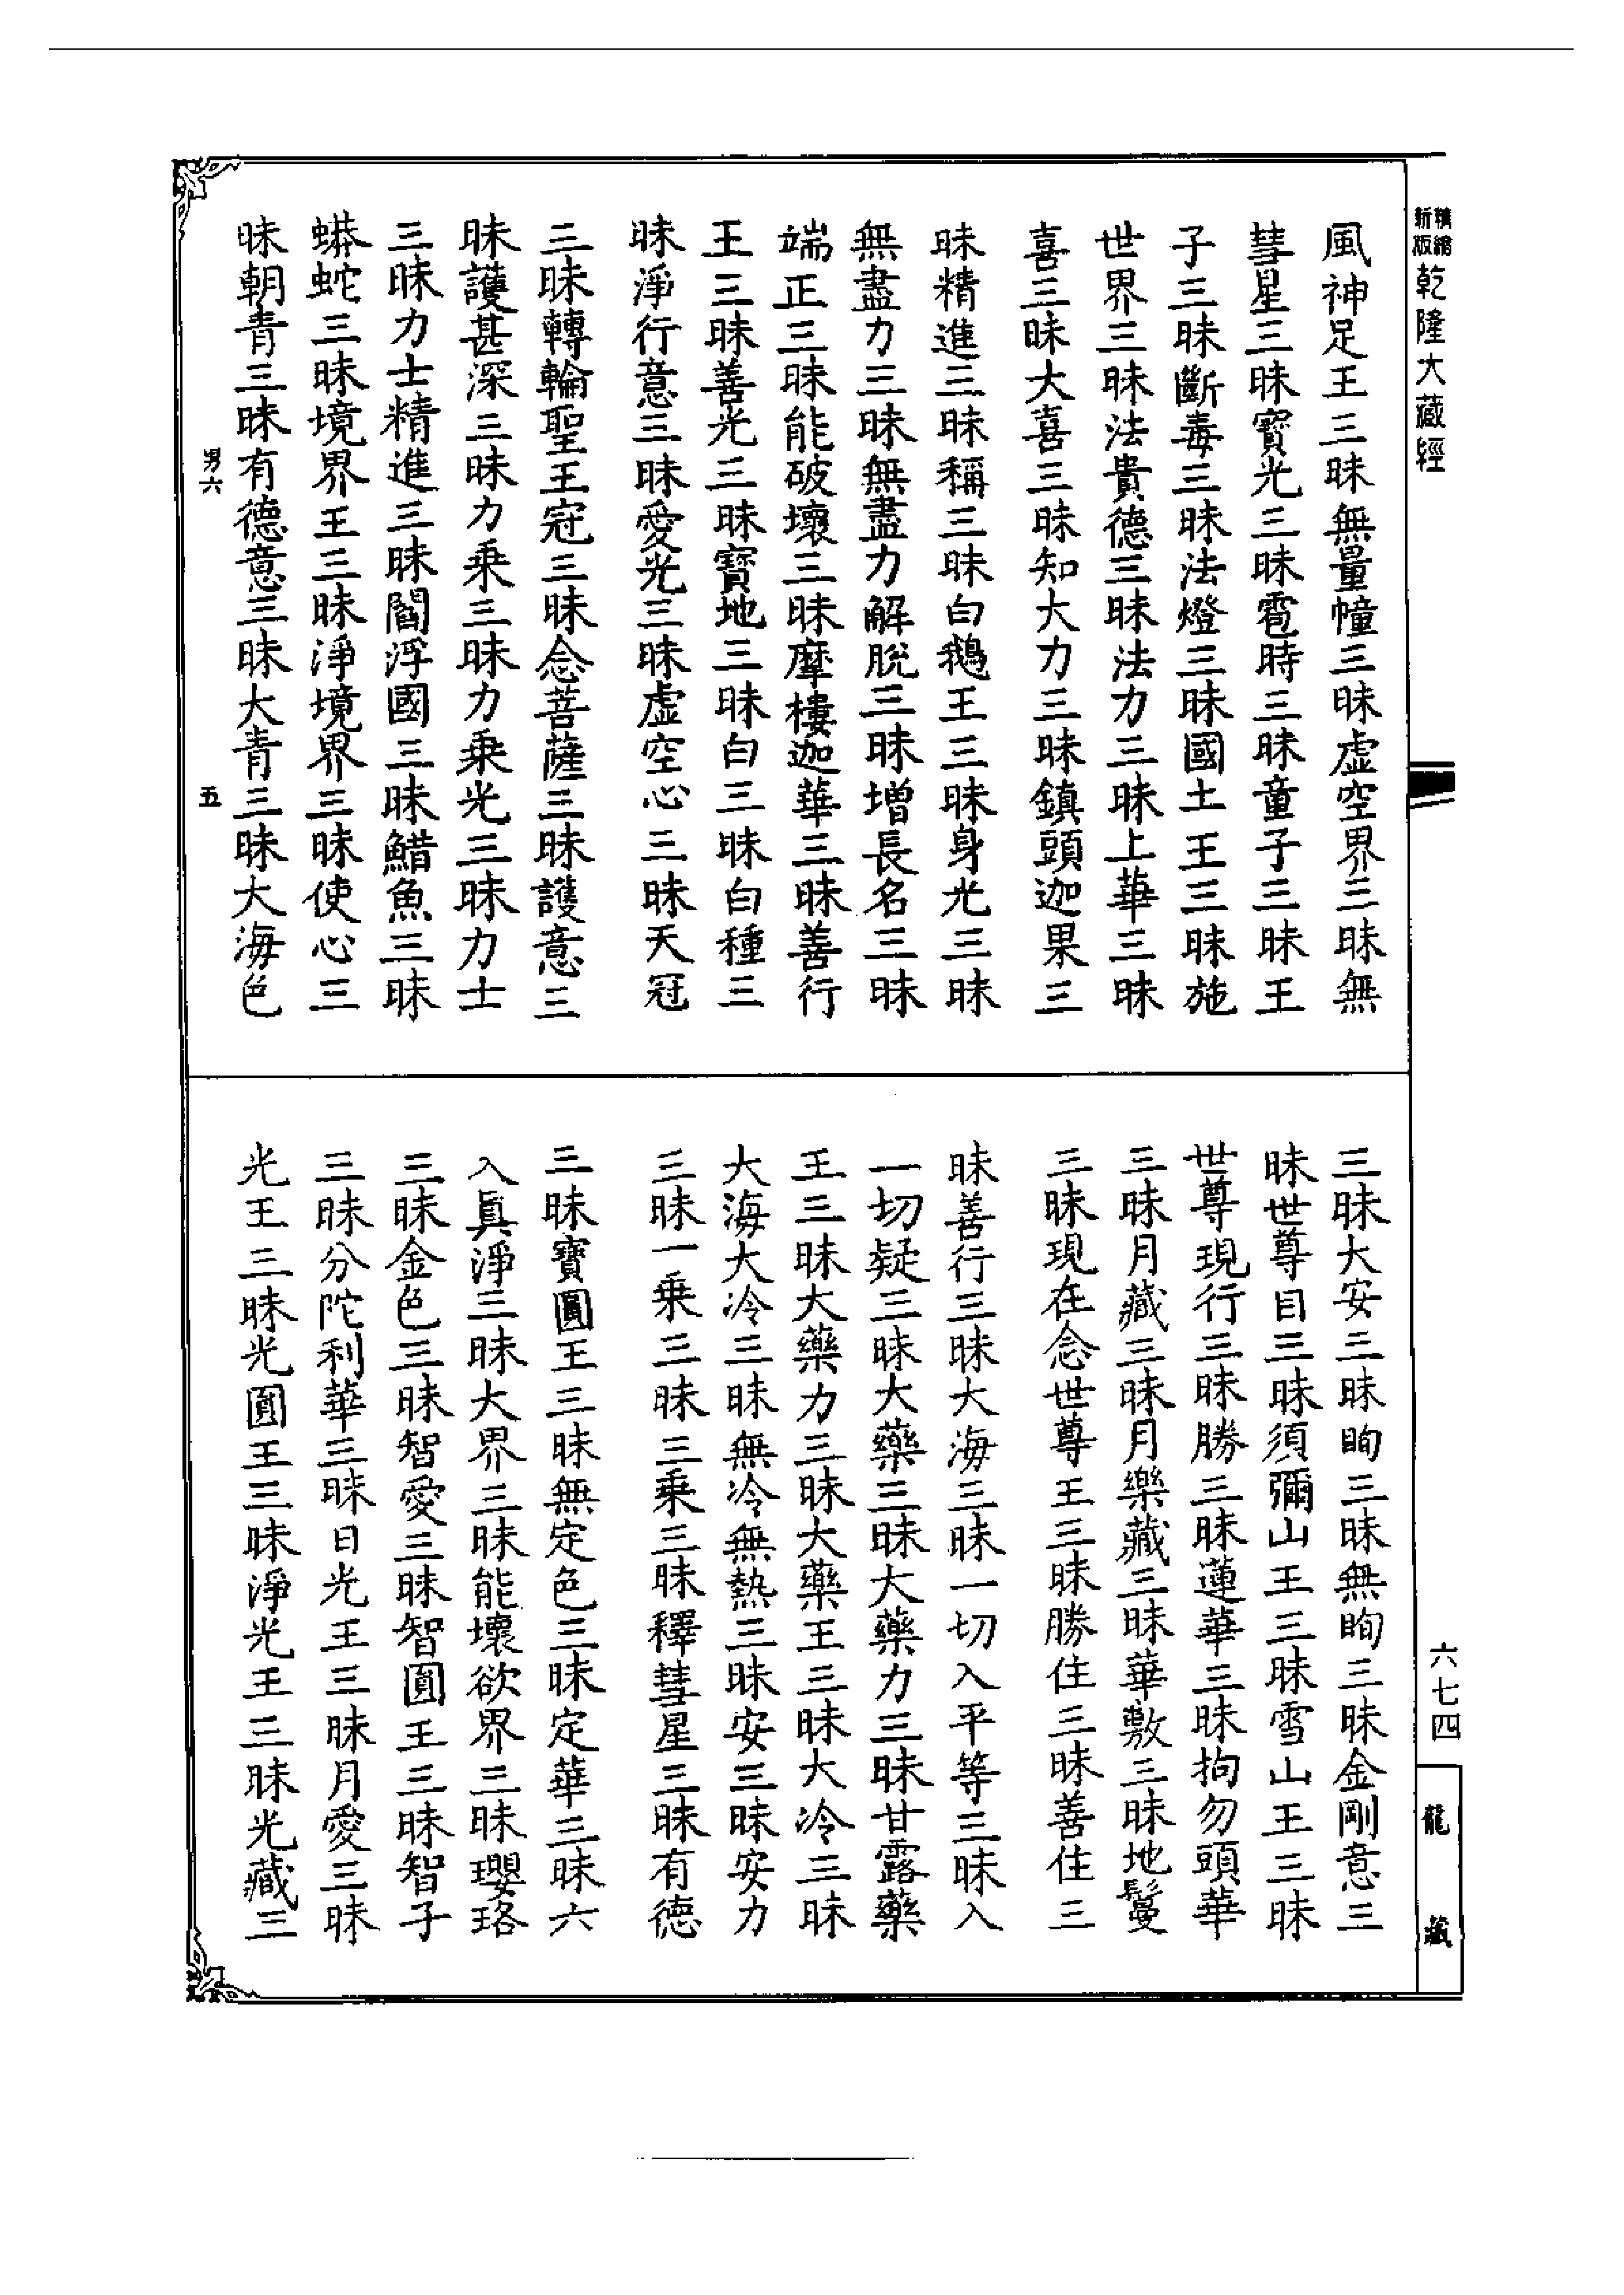 精繪新版乾隆大藏經
風神足王三昧無量幢三昧虛空界三昧無
彗星三昧寶光三昧雹時三昧童子三昧王
子三昧斷毒三昧法燈三昧國土王三昧施
世界三昧法貴德三昧法力三昧上華三昧
喜三昧大喜三昧知大力三昧鎮頭迦果三
昧精進三昧稱三昧白鵝王三昧身光三昧
無盡力三昧無盡力解脫三昧增長名三昧
端正三昧能破壞三昧摩樓迦華三昧善行
王三昧善光三昧寶地三昧白三昧白種三
昧淨行意三昧愛光三昧虛空心三昧天冠
三昧轉輪聖王冠三昧念菩薩三昧護意三
昧護甚深三昧力乘三昧力乘光三昧力士
三昧力士精進三昧閻浮國三昧鯌魚三昧
蟒蛇三昧境界王三昧淨境界三昧使心三
昧朝青三昧有德意三昧大青三昧大海色
男六
五
三昧大安三昧眴三昧無眴三昧金剛意三
昧世尊目三昧須彌山王三昧雪山王三昧
世尊現行三昧勝三昧蓮華三昧拘勿頭華
三昧月藏三昧月樂藏三昧華敷三昧地鬘
三昧現在念世尊王三昧勝住三昧善住三
昧善行三昧大海三昧一切入平等三昧入
一切疑三昧大藥三昧大藥力三昧甘露藥
王三昧大藥力三昧大藥王三昧大冷三昧
大海大冷三昧無冷無熱三昧安三昧安力
三昧一乘三昧三乘三昧釋彗星三昧有德
三昧寶圓王三昧無定色三昧定華三昧六
入真淨三昧大界三昧能壞欲界三昧瓔珞
三昧金色三昧智愛三昧智圓王三昧智子
三昧分陀利華三昧日光王三昧月愛三昧
光王三昧光圓王三昧淨光王三昧光藏三
六七四
龍藏